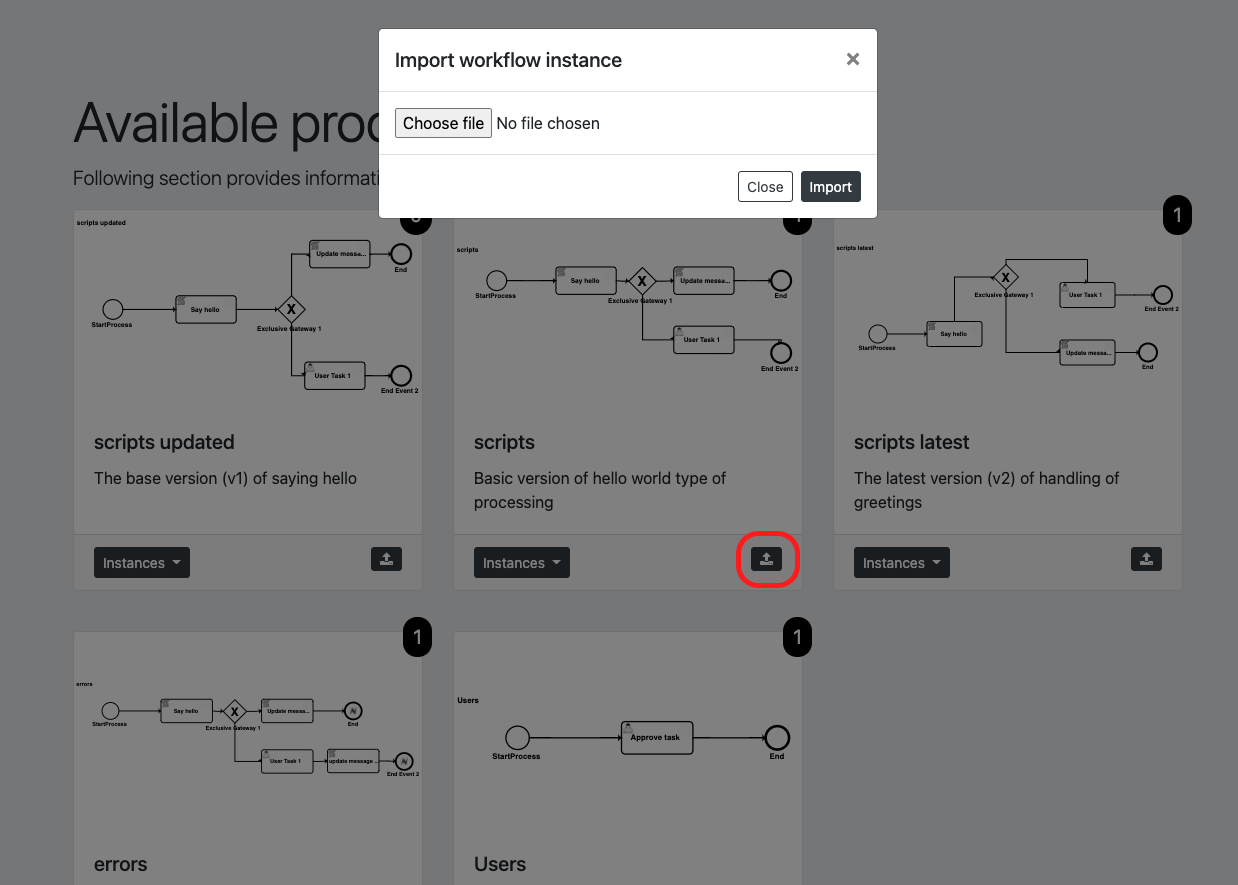 Import workflow instance
×
Choose file No file chosen
Close Import
Available proc
Following section provides informati
1
1
scripts updated
Update messa...
End
Say hello
X
StartProcess
Exclusive Gateway 1
User Task 1
End Event 2
scripts updated
The base version (v1) of saying hello
Instances
scripts
Say hello
X
Update messa...
StartProcess
Exclusive Gateway 1
End
User Task 1
End Event 2
scripts
Basic version of hello world type of
processing
Instances
scripts latest
X
Exclusive Gateway 1
User Task 1
End Event 2
Say hello
StartProcess
Update messa...
End
scripts latest
The latest version (v2) of handling of
greetings
Instances
1
errors
Say hello
X
Update messa...
StartProcess
Exclusive Gateway 1
End
User Task 1
update message ...
End Event 2
errors
1
Users
Approve task
StartProcess
End
Users